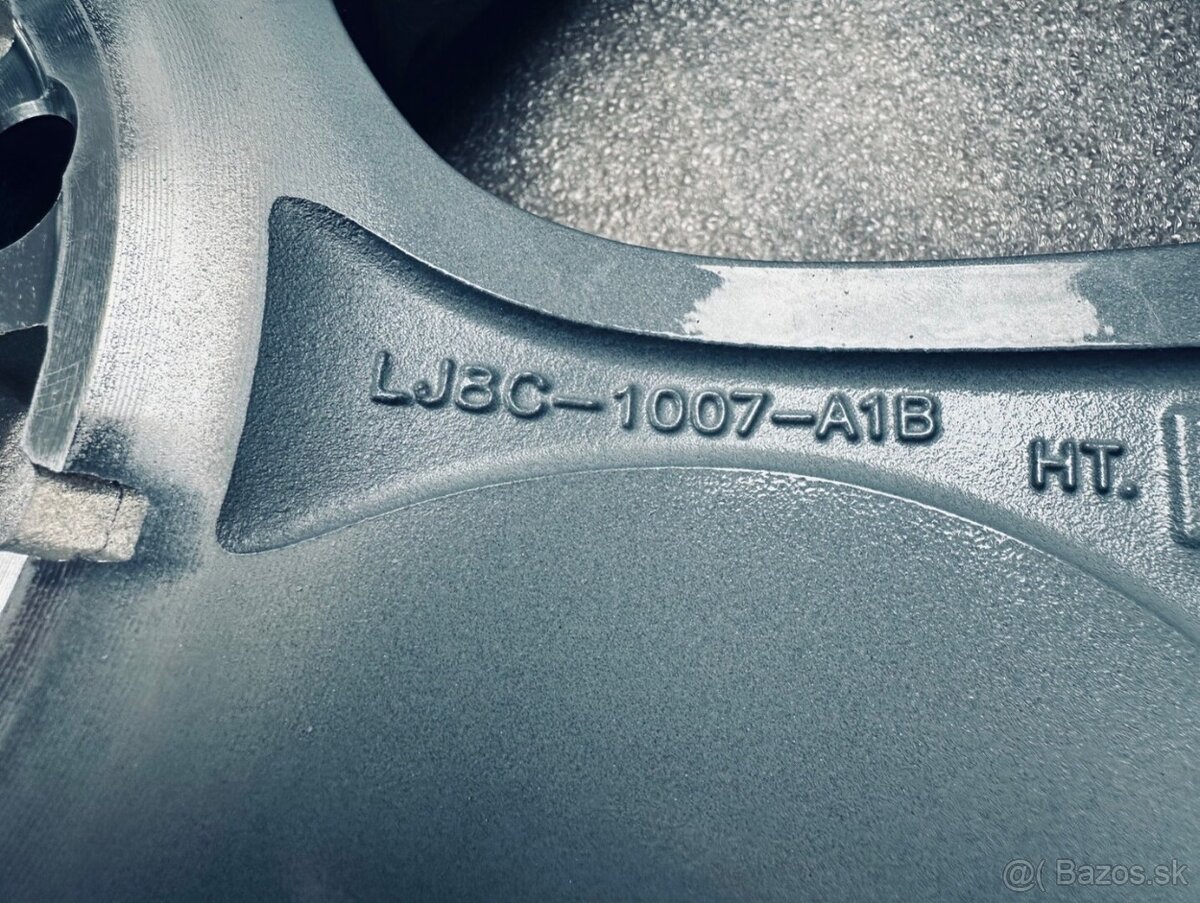 LJ8C-1007-A1B
HT.
@( Bazos.sk